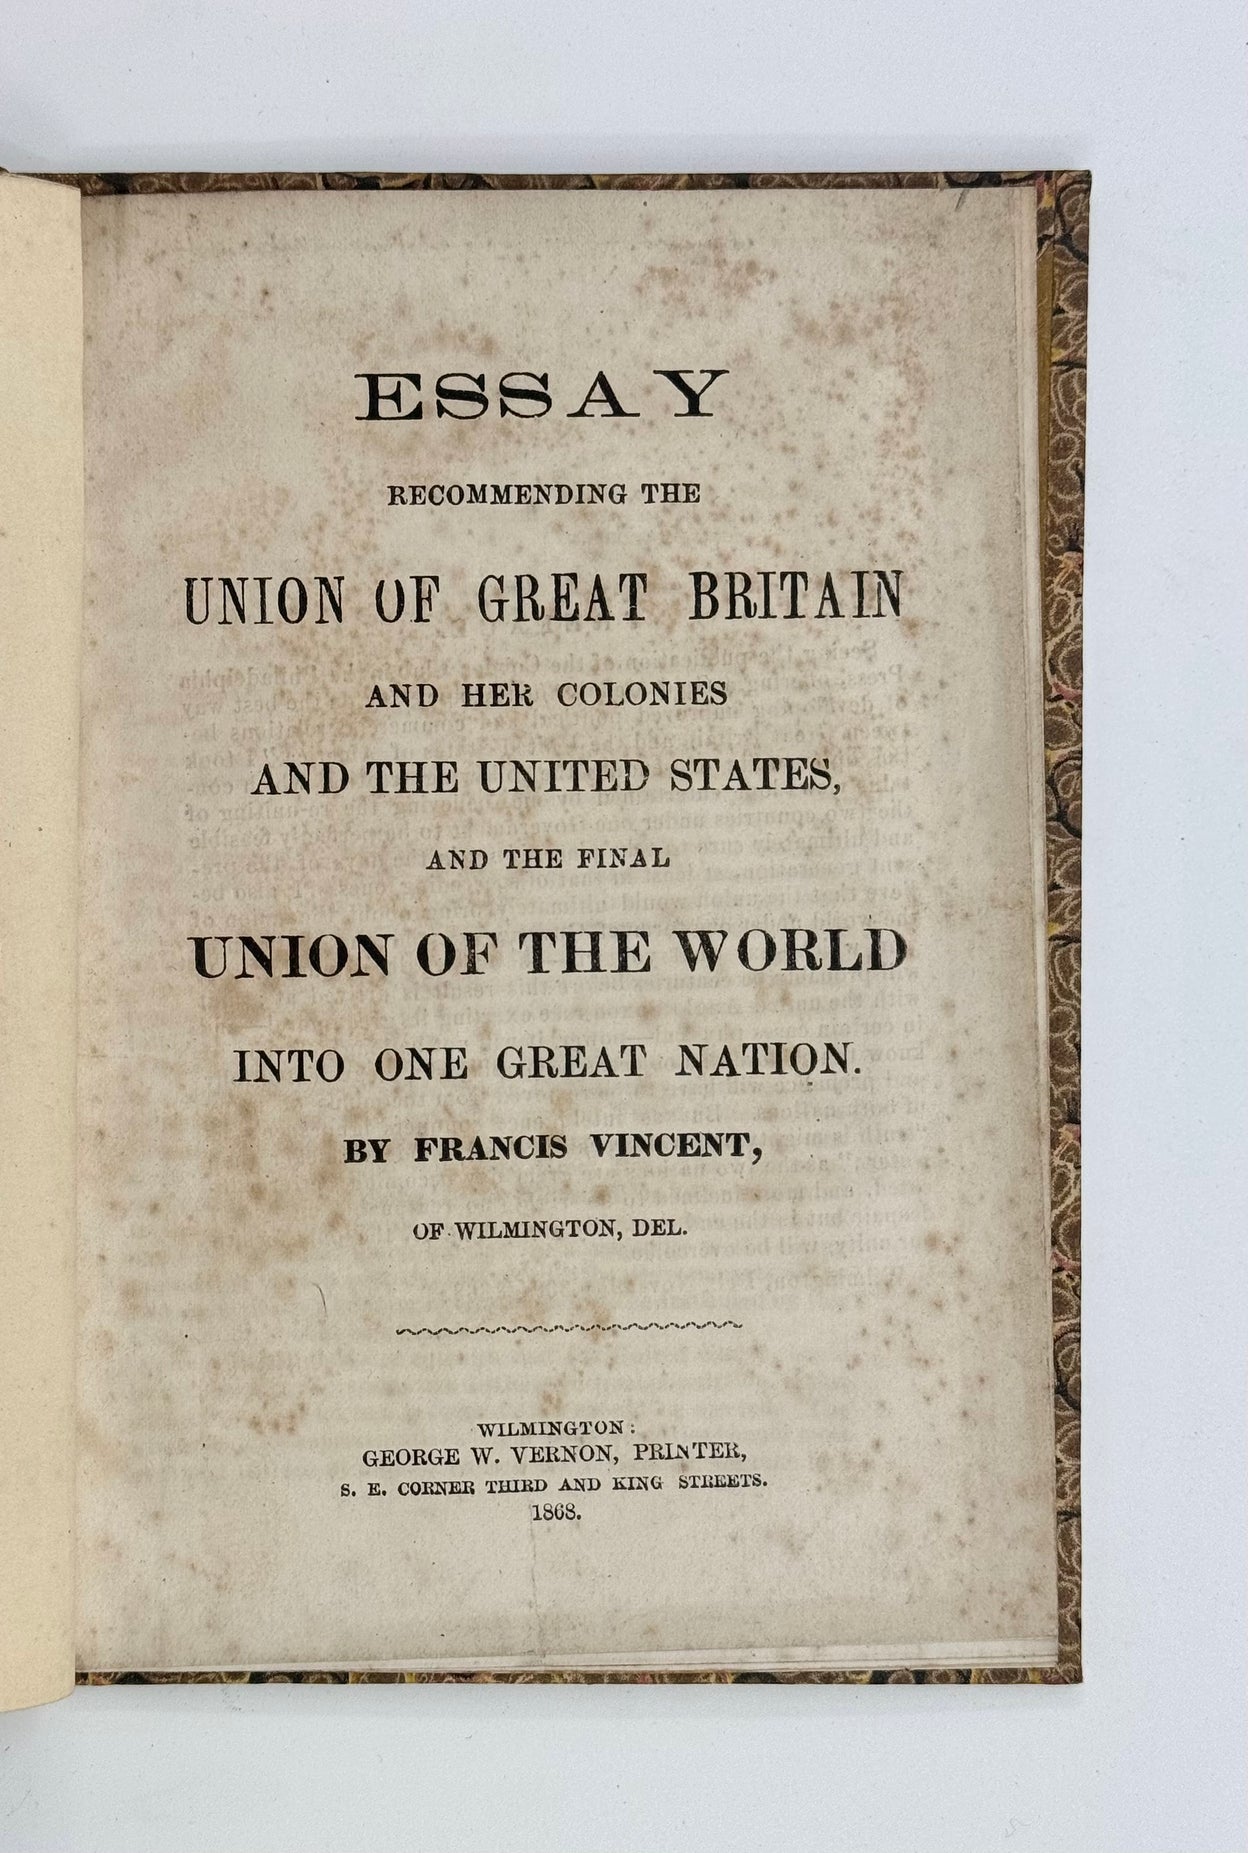 ESSAY
RECOMMENDING THE
UNION OF GREAT BRITAIN
AND HER COLONIES
AND THE UNITED STATES,
AND THE FINAL
UNION OF THE WORLD
INTO ONE GREAT NATION.
BY FRANCIS VINCENT,
OF WILMINGTON, DEL.
WILMINGTON:
GEORGE W. VERNON, PRINTER,
S. E. CORNER THIRD AND KING STREETS.
1868.